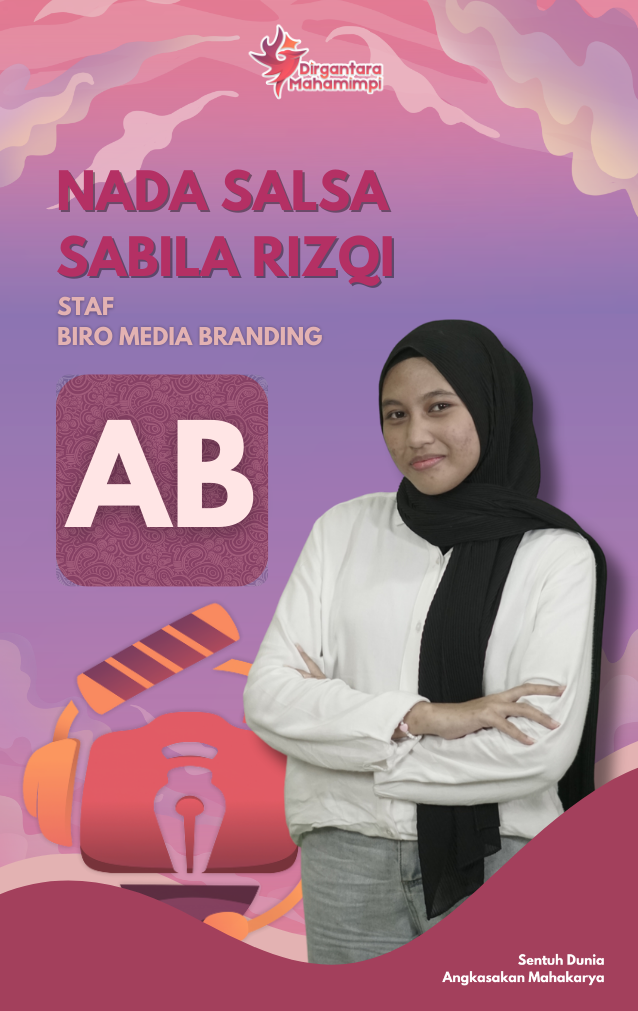 Dirgantara
Mahamimpi
NADA SALSA
SABILA RIZQI
STAF
BIRO MEDIA BRANDING
AB
Sentuh Dunia
Angkasakan Mahakarya